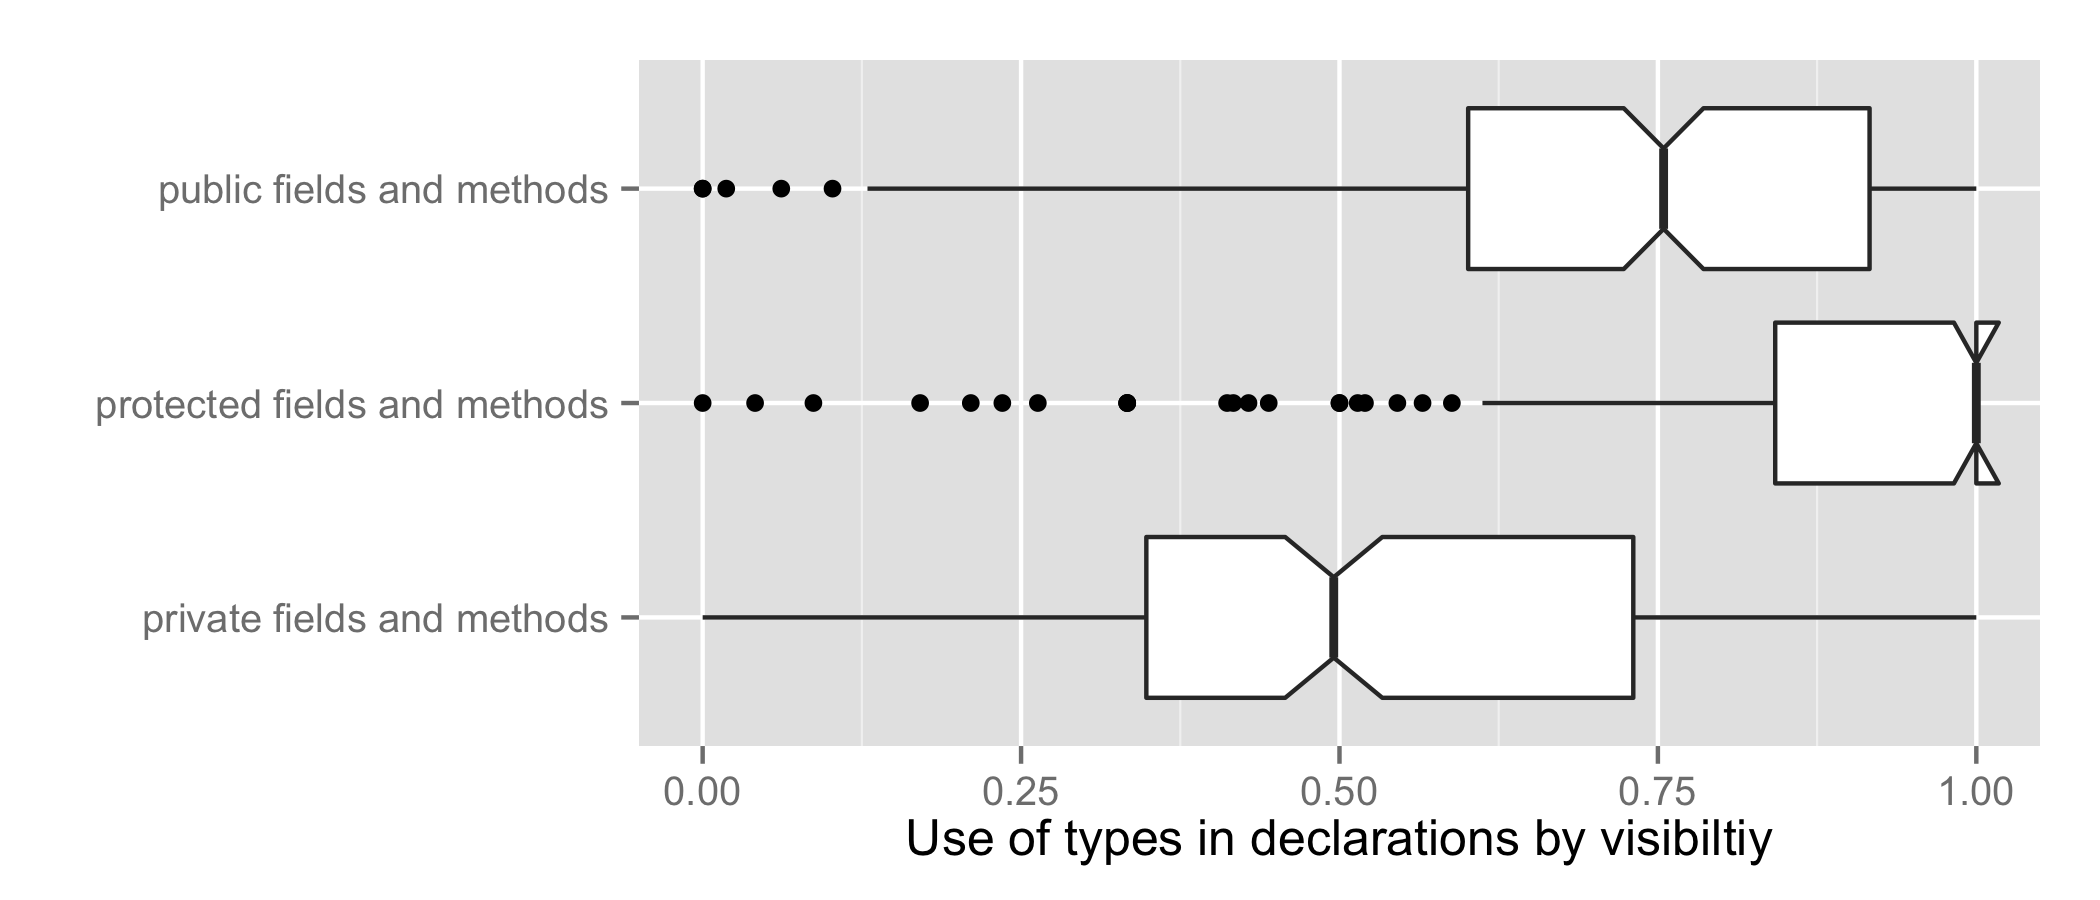 public fields and methods
protected fields and methods
private fields and methods
0.00 0.25 0.50 0.75 1.00
Use of types in declarations by visibiltiy